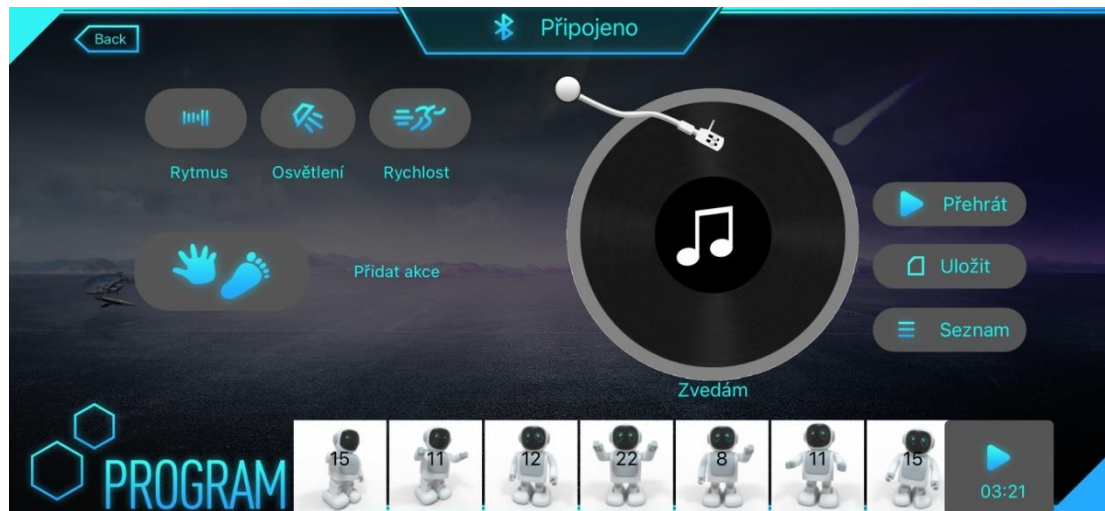 Back
Připojeno
Rytmus
Osvětlení
Rychlost
Přidat akce
Přehrát
Uložit
Seznam
Zvedám
PROGRAM
15
11
12
22
8
11
15
03:21